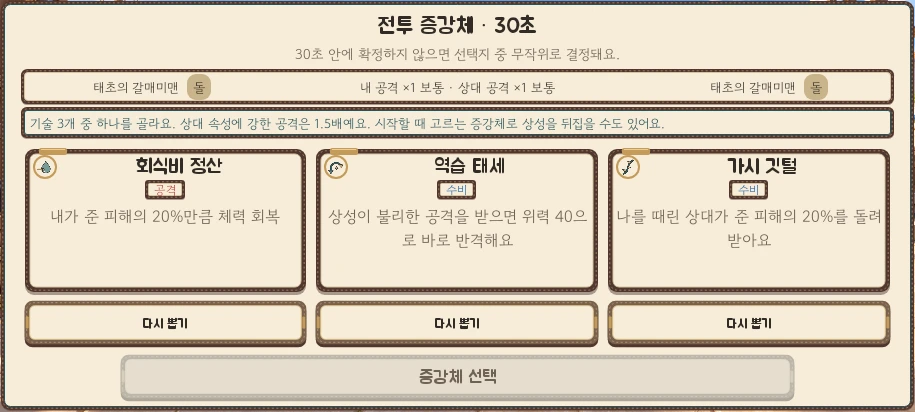 전투 증강체 · 30초
30초 안에 확정하지 않으면 선택지 중 무작위로 결정돼요.
태초의 갈매미맨 돌 내 공격 ×1 보통 · 상대 공격 ×1 보통 태초의 갈매미맨 돌
기술 3개 중 하나를 골라요. 상대 속성에 강한 공격은 1.5배예요. 시작할 때 고르는 증강체로 상성을 뒤집을 수도 있어요.
회식비 정산
공격
내가 준 피해의 20%만큼 체력 회복
역습 태세
수비
상성이 불리한 공격을 받으면 위력 40으
로 바로 반격해요
가시 깃털
수비
나를 때린 상대가 준 피해의 20%를 돌려
받아요
다시 뽑기 다시 뽑기 다시 뽑기
증강체 선택